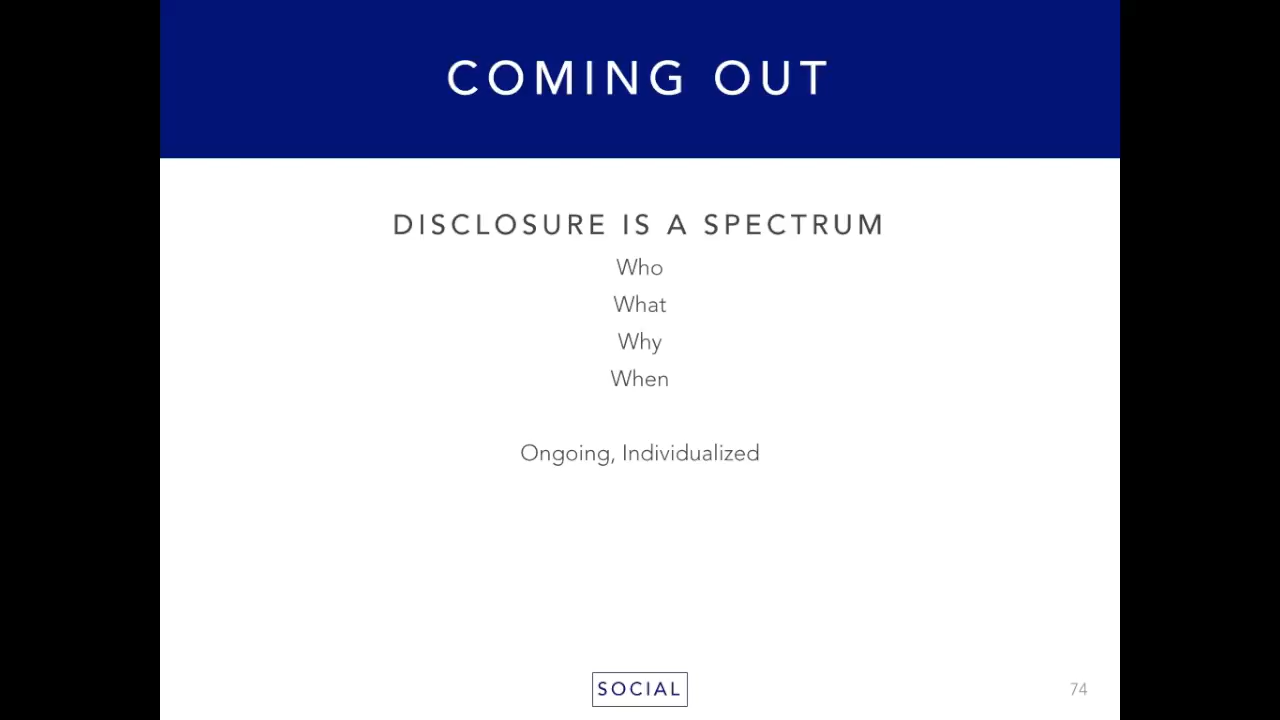 COMING OUT
DISCLOSURE IS A SPECTRUM
Who
What
Why
When
Ongoing, Individualized
SOCIAL
74